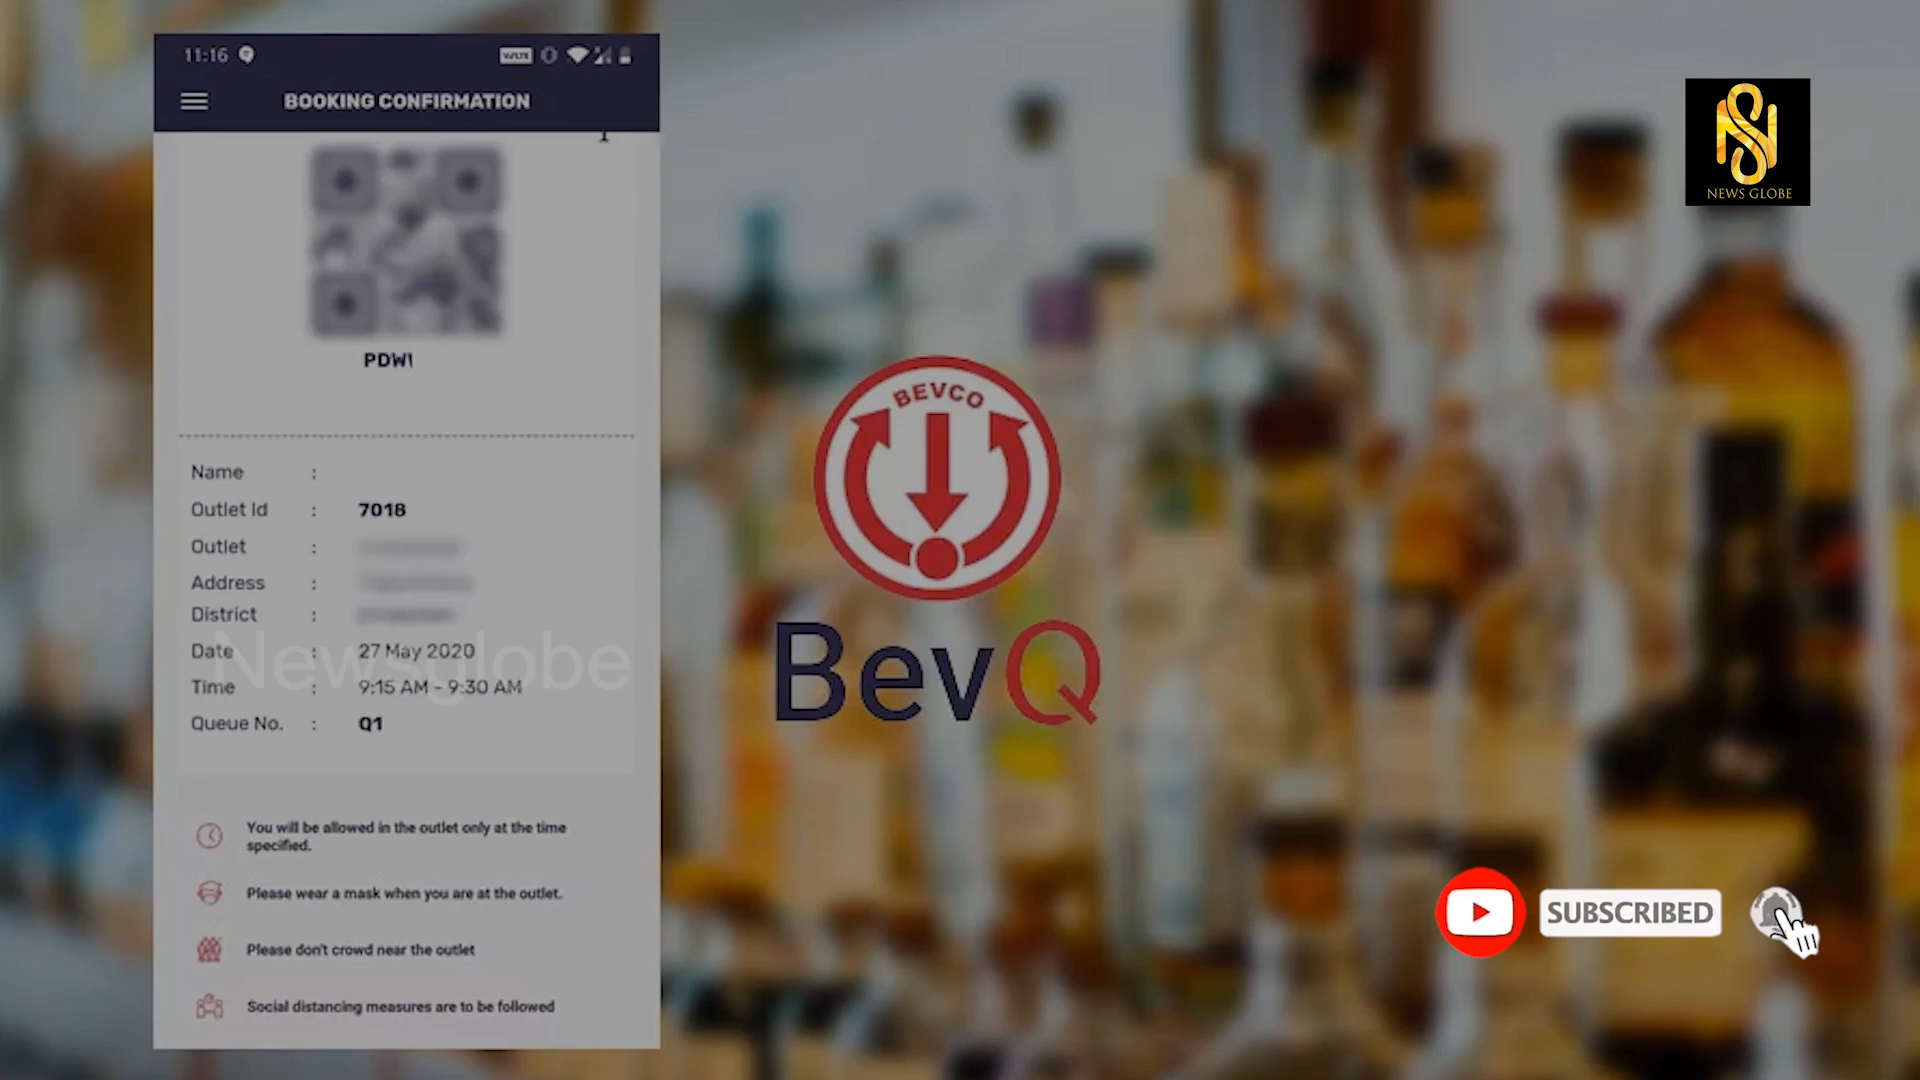 11:16
VoLTE
BOOKING CONFIRMATION
PDW
Name :
Outlet Id : 7018
Outlet :
Address :
District :
Date : 27 May 2020
Time : 9:15 AM - 9:30 AM
Queue No. : Q1
Newsglobe
You will be allowed in the outlet only at the time
specified.
Please wear a mask when you are at the outlet.
Please don't crowd near the outlet
Social distancing measures are to be followed
BEVCO
BevQ
NEWS GLOBE
SUBSCRIBED